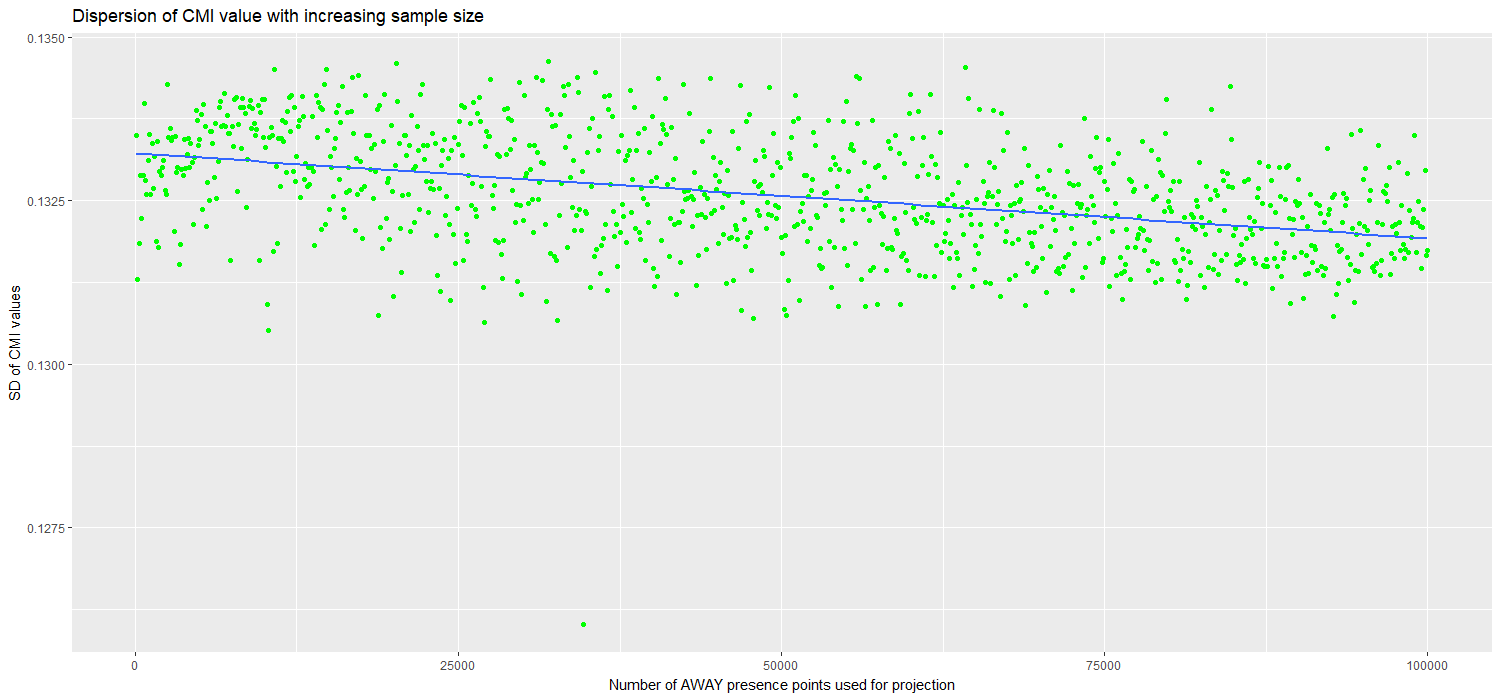 Dispersion of CMI value with increasing sample size
0.1350
0.1325
0.1300
0.1275
SD of CMI values
0 25000 50000 75000 100000
Number of AWAY presence points used for projection